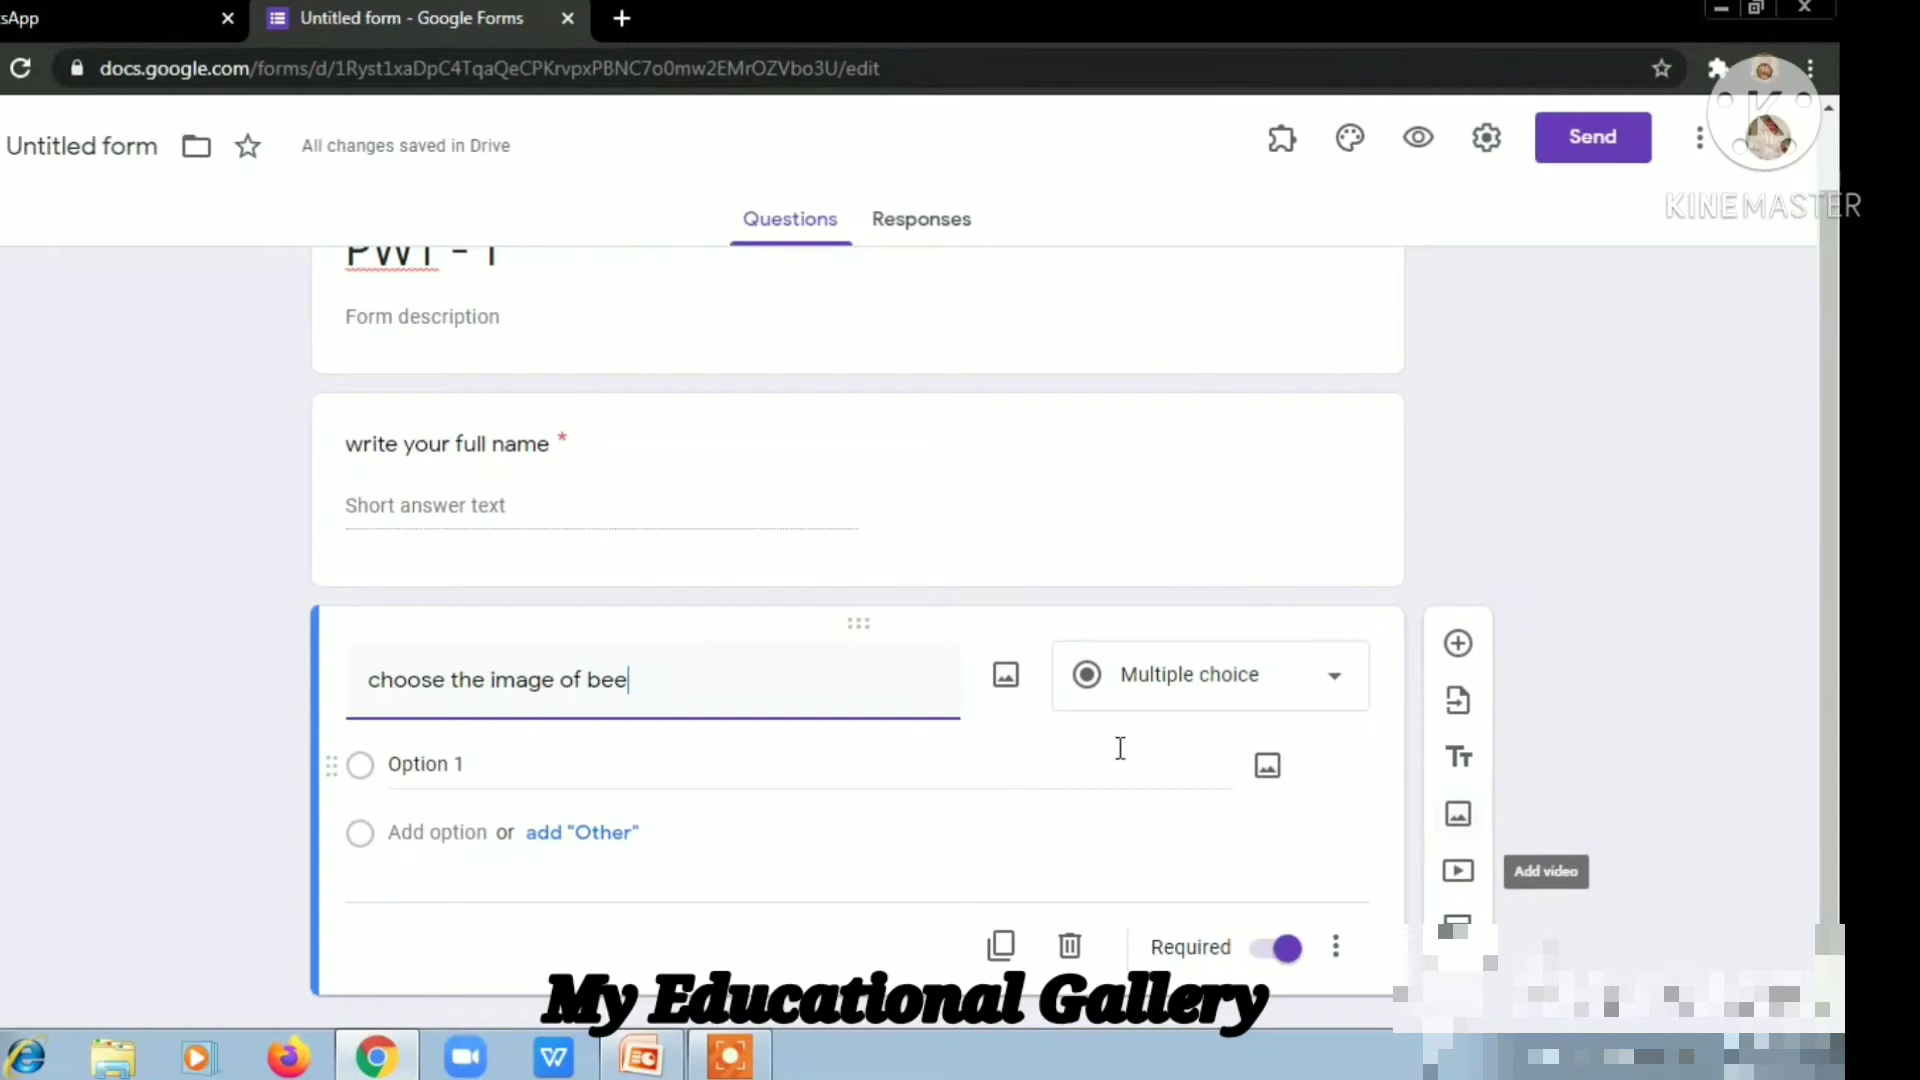 sApp
Untitled form - Google Forms
docs.google.com/forms/d/1Ryst1xaDpC4TqaQeCPKrvpxPBNC7o0mw2EMrOZVbo3U/edit
Untitled form
All changes saved in Drive
Send
KINEMASTER
Questions
Responses
PWT - 1
Form description
write your full name *
Short answer text
choose the image of bee
Multiple choice
Option 1
Add option or add "Other"
Add video
Required
My Educational Gallery